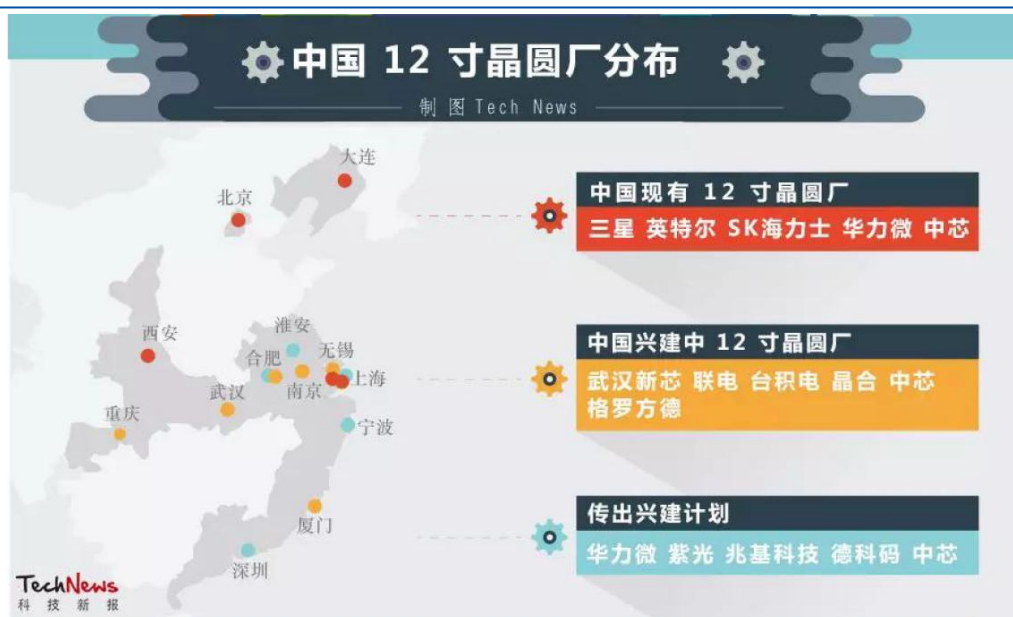 中国 12 寸晶圆厂分布
制图 Tech News
大连
北京
中国现有 12 寸晶圆厂
三星 英特尔 SK海力士 华力微 中芯
淮安
西安
合肥
无锡
中国兴建中 12 寸晶圆厂
上海
武汉
南京
武汉新芯 联电 台积电 晶合 中芯
格罗方德
重庆
宁波
厦门
传出兴建计划
华力微 紫光 兆基科技 德科码 中芯
深圳
TechNews
科技新报